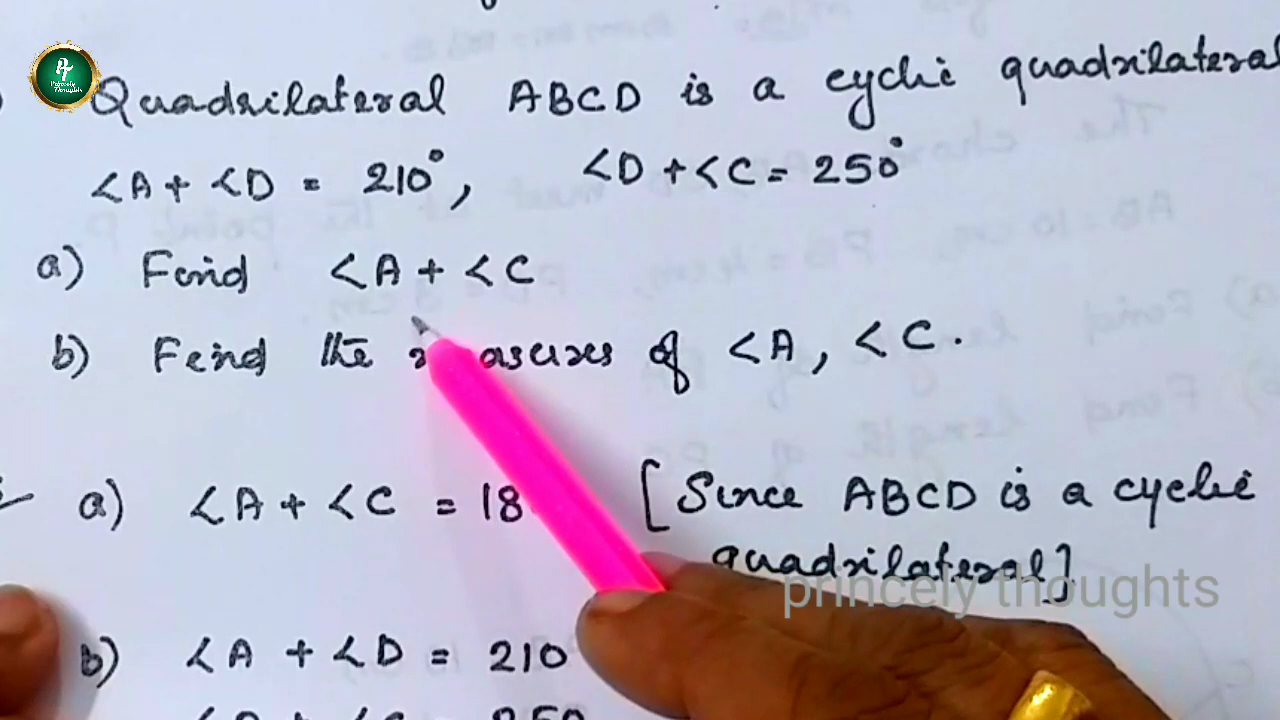 Quadrilateral ABCD is a cyclic quadrilateral
<A + <D = 210°, <D + <C = 250°
a) Find <A + <C
b) Find the of <A, <C.
a) <A + <C = 18 [Since ABCD is a cyclic
quadrilateral]
princely thoughts
b) <A + <D = 210